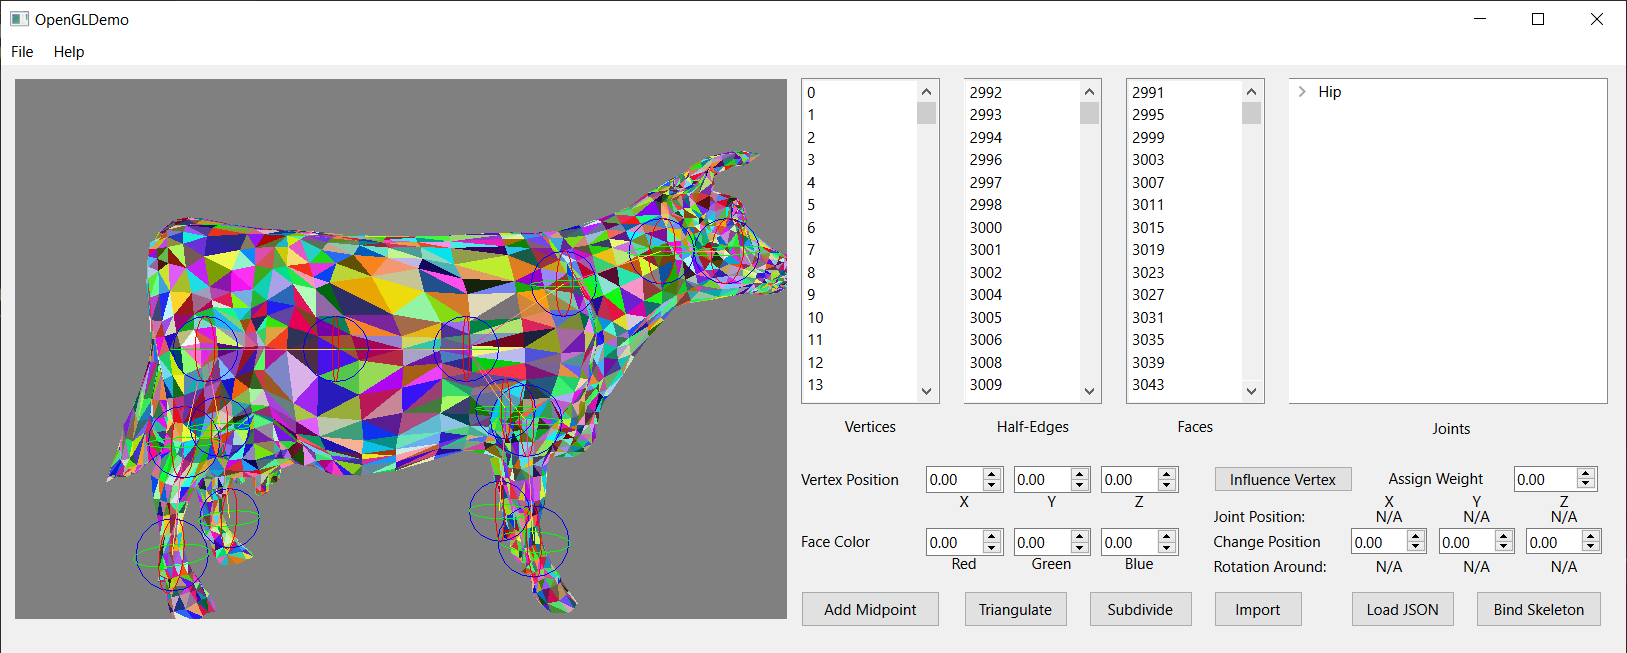 OpenGLDemo
File Help
0 2992 2991 Hip
1 2993 2995
2 2994 2999
3 2996 3003
4 2997 3007
5 2998 3011
6 3000 3015
7 3001 3019
8 3002 3023
9 3004 3027
10 3005 3031
11 3006 3035
12 3008 3039
13 3009 3043
Vertices Half-Edges Faces Joints
Vertex Position 0.00 0.00 0.00 Influence Vertex Assign Weight 0.00
X Y Z X Y Z
Joint Position: N/A N/A N/A
Face Color 0.00 0.00 0.00 Change Position 0.00 0.00 0.00
Red Green Blue Rotation Around: N/A N/A N/A
Add Midpoint Triangulate Subdivide Import Load JSON Bind Skeleton